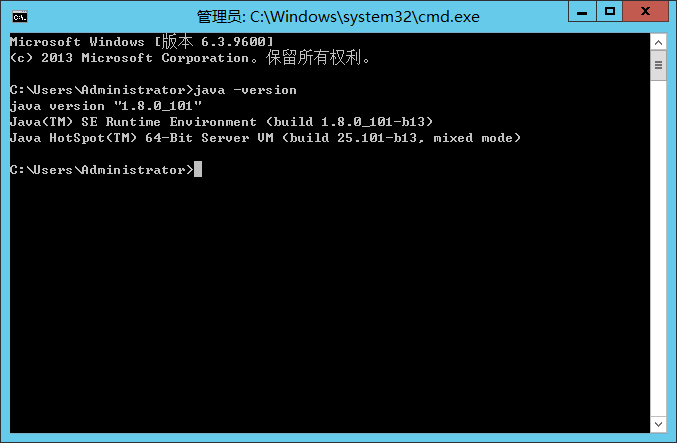 管理员: C:\Windows\system32\cmd.exe
Microsoft Windows [版本 6.3.9600]
(c) 2013 Microsoft Corporation。保留所有权利。
C:\Users\Administrator>java -version
java version "1.8.0_101"
Java(TM) SE Runtime Environment (build 1.8.0_101-b13)
Java HotSpot(TM) 64-Bit Server VM (build 25.101-b13, mixed mode)
C:\Users\Administrator>